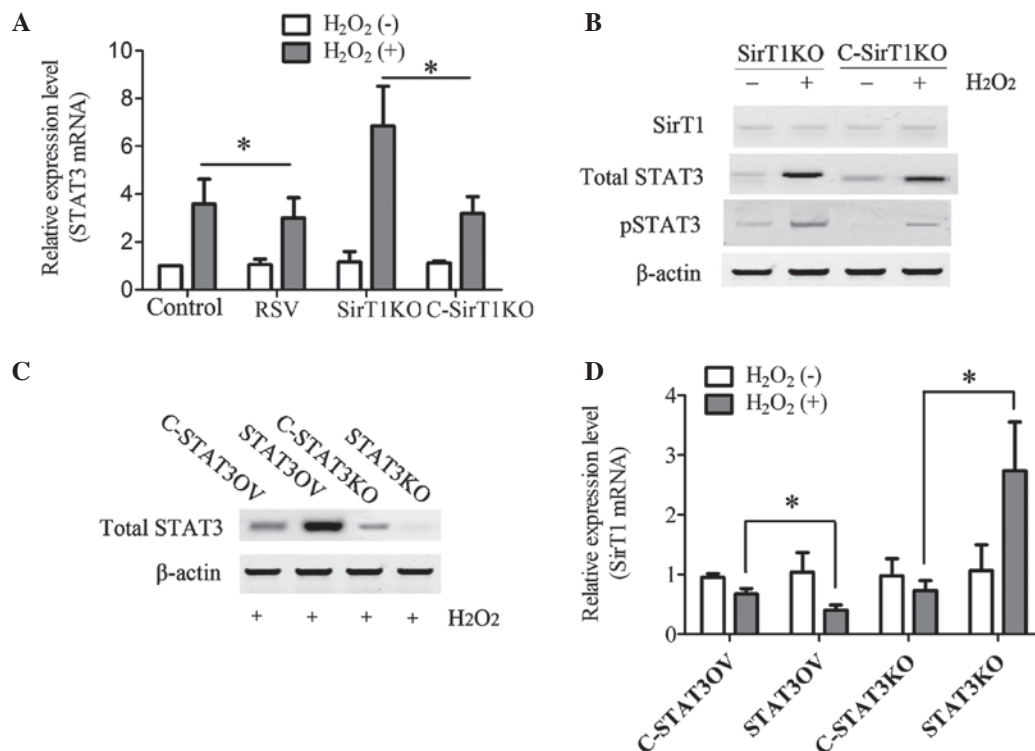 A
H₂O₂ (-)
H₂O₂ (+)
Relative expression level
(STAT3 mRNA)
10
8
6
4
2
0
*
*
Control RSV SirT1KO C-SirT1KO
B
SirT1KO C-SirT1KO
− + − + H₂O₂
SirT1
Total STAT3
pSTAT3
β-actin
C
C-STAT3OV
STAT3OV
C-STAT3KO
STAT3KO
Total STAT3
β-actin
+ + + + H₂O₂
D
H₂O₂ (-)
H₂O₂ (+)
Relative expression level
(SirT1 mRNA)
4
3
2
1
0
*
*
C-STAT3OV
STAT3OV
C-STAT3KO
STAT3KO